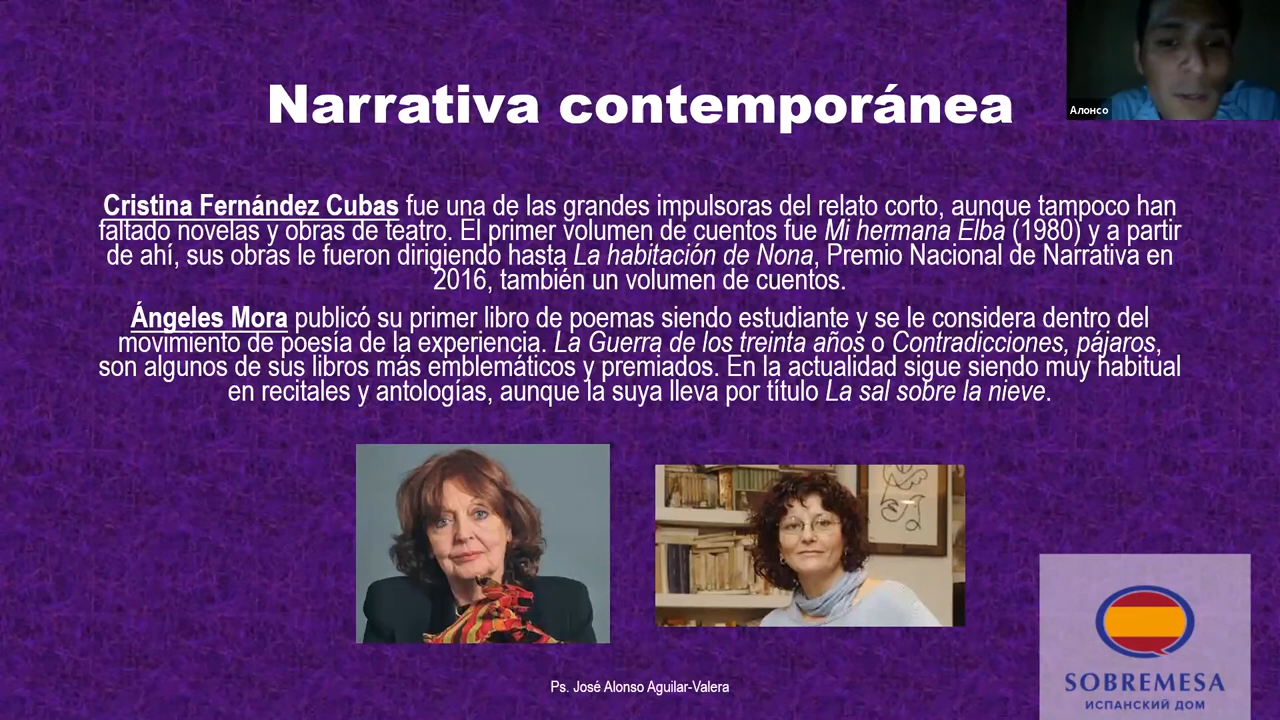 Narrativa contemporánea
Алонсо
Cristina Fernández Cubas fue una de las grandes impulsoras del relato corto, aunque tampoco han
faltado novelas y obras de teatro. El primer volumen de cuentos fue Mi hermana Elba (1980) y a partir
de ahí, sus obras le fueron dirigiendo hasta La habitación de Nona, Premio Nacional de Narrativa en
2016, también un volumen de cuentos.
Ángeles Mora publicó su primer libro de poemas siendo estudiante y se le considera dentro del
movimiento de poesía de la experiencia. La Guerra de los treinta años o Contradicciones, pájaros,
son algunos de sus libros más emblemáticos y premiados. En la actualidad sigue siendo muy habitual
en recitales y antologías, aunque la suya lleva por título La sal sobre la nieve.
Ps. José Alonso Aguilar-Valera
SOBREMESA
ИСПАНСКИЙ ДОМ